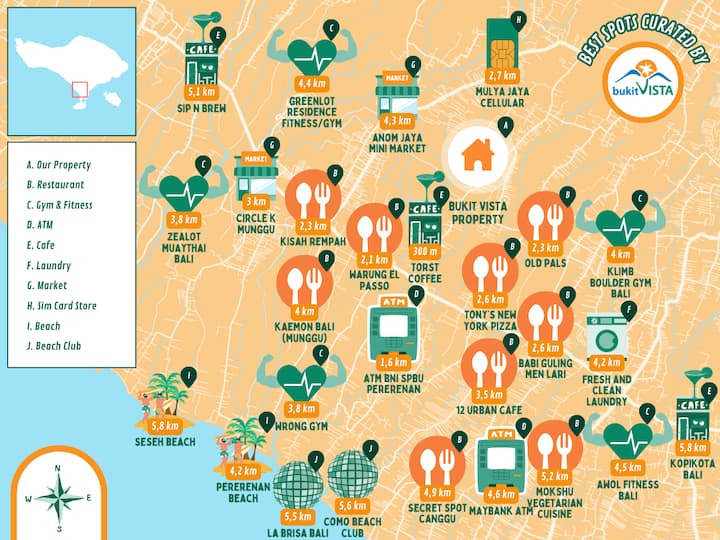 BEST SPOTS CURATED BY
bukit VISTA
A. Our Property
B. Restaurant
C. Gym & Fitness
D. ATM
E. Cafe
F. Laundry
G. Market
H. Sim Card Store
I. Beach
J. Beach Club
N
W E
S
E
CAFE
5,1 km
SIP N BREW
C
4,4 km
GREENLOT
RESIDENCE
FITNESS/GYM
G
MARKET
4,3 km
ANOM JAYA
MINI MARKET
H
2,7 km
MULYA JAYA
CELLULAR
A
BUKIT VISTA
PROPERTY
C
3,8 km
ZEALOT
MUAYTHAI
BALI
G
MARKET
3 km
CIRCLE K
MUNGGU
B
2,3 km
KISAH REMPAH
B
2,1 km
WARUNG EL
PASSO
E
CAFE
300 m
TORST
COFFEE
B
2,3 km
OLD PALS
C
4 km
KLIMB
BOULDER GYM
BALI
B
4 km
KAEMON BALI
(MUNGGU)
D
ATM
1,6 km
ATM BNI SPBU
PERERENAN
B
2,6 km
TONY'S NEW
YORK PIZZA
B
2,6 km
BABI GULING
MEN LARI
F
4,2 km
FRESH AND
CLEAN
LAUNDRY
C
3,8 km
WRONG GYM
B
3,5 km
12 URBAN CAFE
E
CAFE
5,8 km
KOPIKOTA
BALI
I
5,8 km
SESEH BEACH
I
4,2 km
PERERENAN
BEACH
J
5,5 km
LA BRISA BALI
J
5,6 km
COMO BEACH
CLUB
B
4,9 km
SECRET SPOT
CANGGU
D
ATM
4,6 km
MAYBANK ATM
B
5,2 km
MOKSHU
VEGETARIAN
CUISINE
C
4,5 km
AWOL FITNESS
BALI